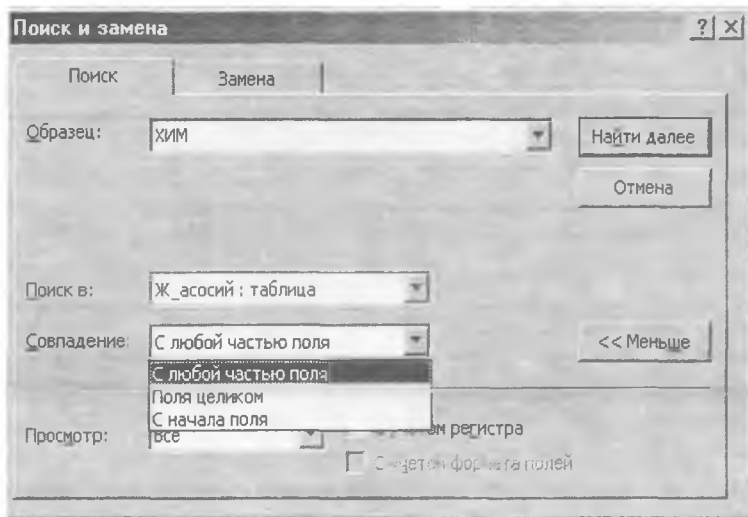 Поиск и замена
Поиск
Замена
Образец:
ХИМ
Найти далее
Отмена
Поиск в:
Ж_асосий : таблица
Совпадение:
С любой частью поля
<< Меньше
С любой частью поля
Поля целиком
С начала поля
Просмотр:
Все
регистра
полей